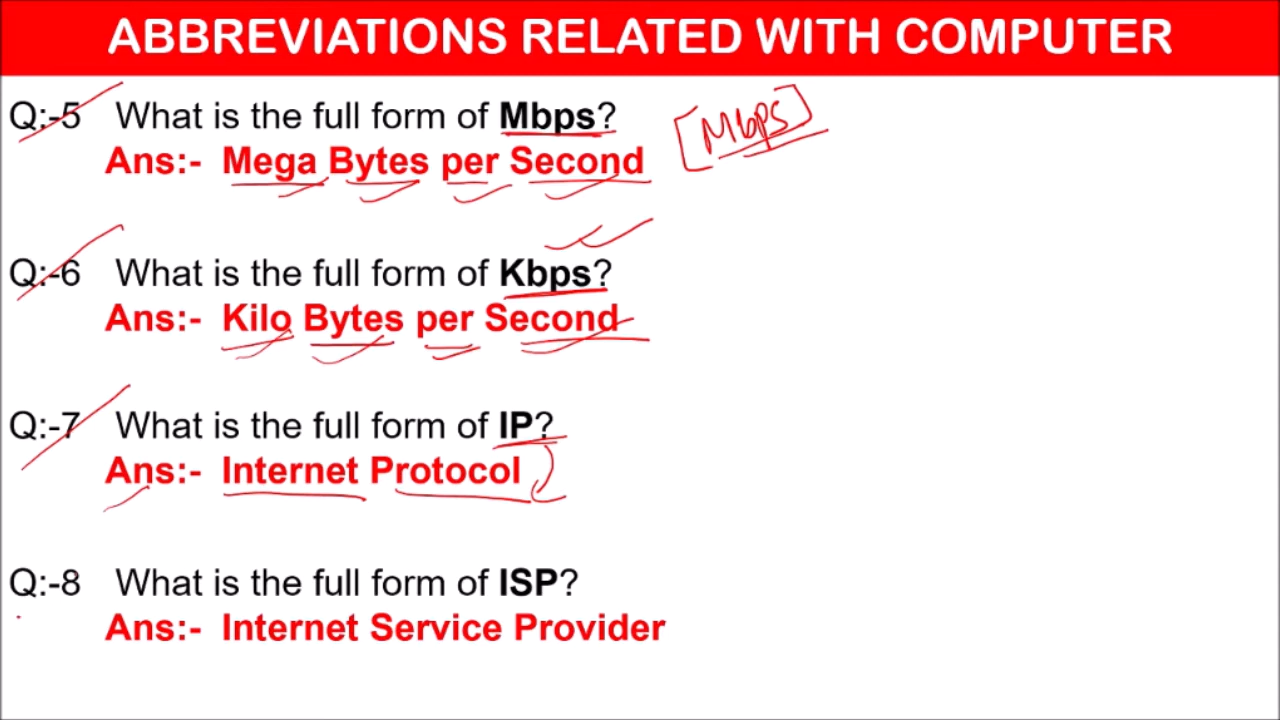 ABBREVIATIONS RELATED WITH COMPUTER
Q:-5 What is the full form of Mbps? [Mbps]
Ans:- Mega Bytes per Second
Q:-6 What is the full form of Kbps?
Ans:- Kilo Bytes per Second
Q:-7 What is the full form of IP?
Ans:- Internet Protocol
Q:-8 What is the full form of ISP?
Ans:- Internet Service Provider